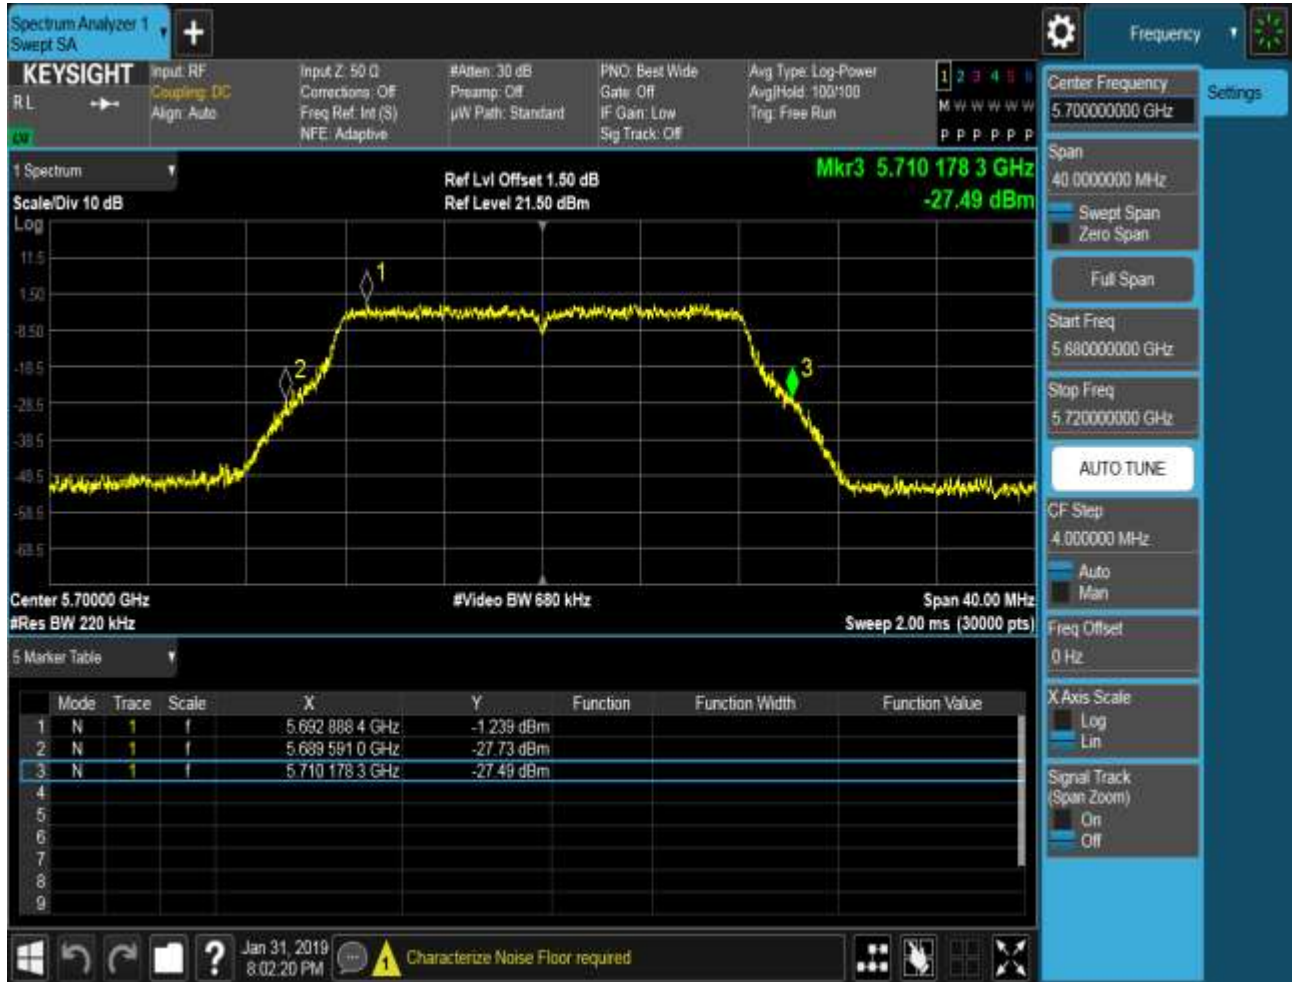 Spectrum Analyzer 1
Swept SA
+
Frequency
KEYSIGHT
RL
Input: RF
Coupling: DC
Align: Auto
Input Z: 50 Ω
Corrections: Off
Freq Ref: Int (S)
NFE: Adaptive
#Atten: 30 dB
Preamp: Off
µW Path: Standard
PNO: Best Wide
Gate: Off
IF Gain: Low
Sig Track: Off
Avg Type: Log-Power
Avg|Hold: 100/100
Trig: Free Run
1 2 3 4 5 6
M W W W W W
P P P P P P
1 Spectrum
Scale/Div 10 dB
Ref Lvl Offset 1.50 dB
Ref Level 21.50 dBm
Mkr3 5.710 178 3 GHz
-27.49 dBm
Log
11.5
1.50
-8.50
-18.5
-28.5
-38.5
-48.5
-58.5
-68.5
1
2
3
Center 5.70000 GHz
#Video BW 680 kHz
Span 40.00 MHz
#Res BW 220 kHz
Sweep 2.00 ms (30000 pts)
5 Marker Table
Mode Trace Scale X Y Function Function Width Function Value
1 N 1 f 5.692 888 4 GHz -1.239 dBm
2 N 1 f 5.689 591 0 GHz -27.73 dBm
3 N 1 f 5.710 178 3 GHz -27.49 dBm
4
5
6
7
8
9
?
Jan 31, 2019
8:02:20 PM
1
Characterize Noise Floor required
Center Frequency
5.700000000 GHz
Settings
Span
40.0000000 MHz
Swept Span
Zero Span
Full Span
Start Freq
5.680000000 GHz
Stop Freq
5.720000000 GHz
AUTO TUNE
CF Step
4.000000 MHz
Auto
Man
Freq Offset
0 Hz
X Axis Scale
Log
Lin
Signal Track
(Span Zoom)
On
Off